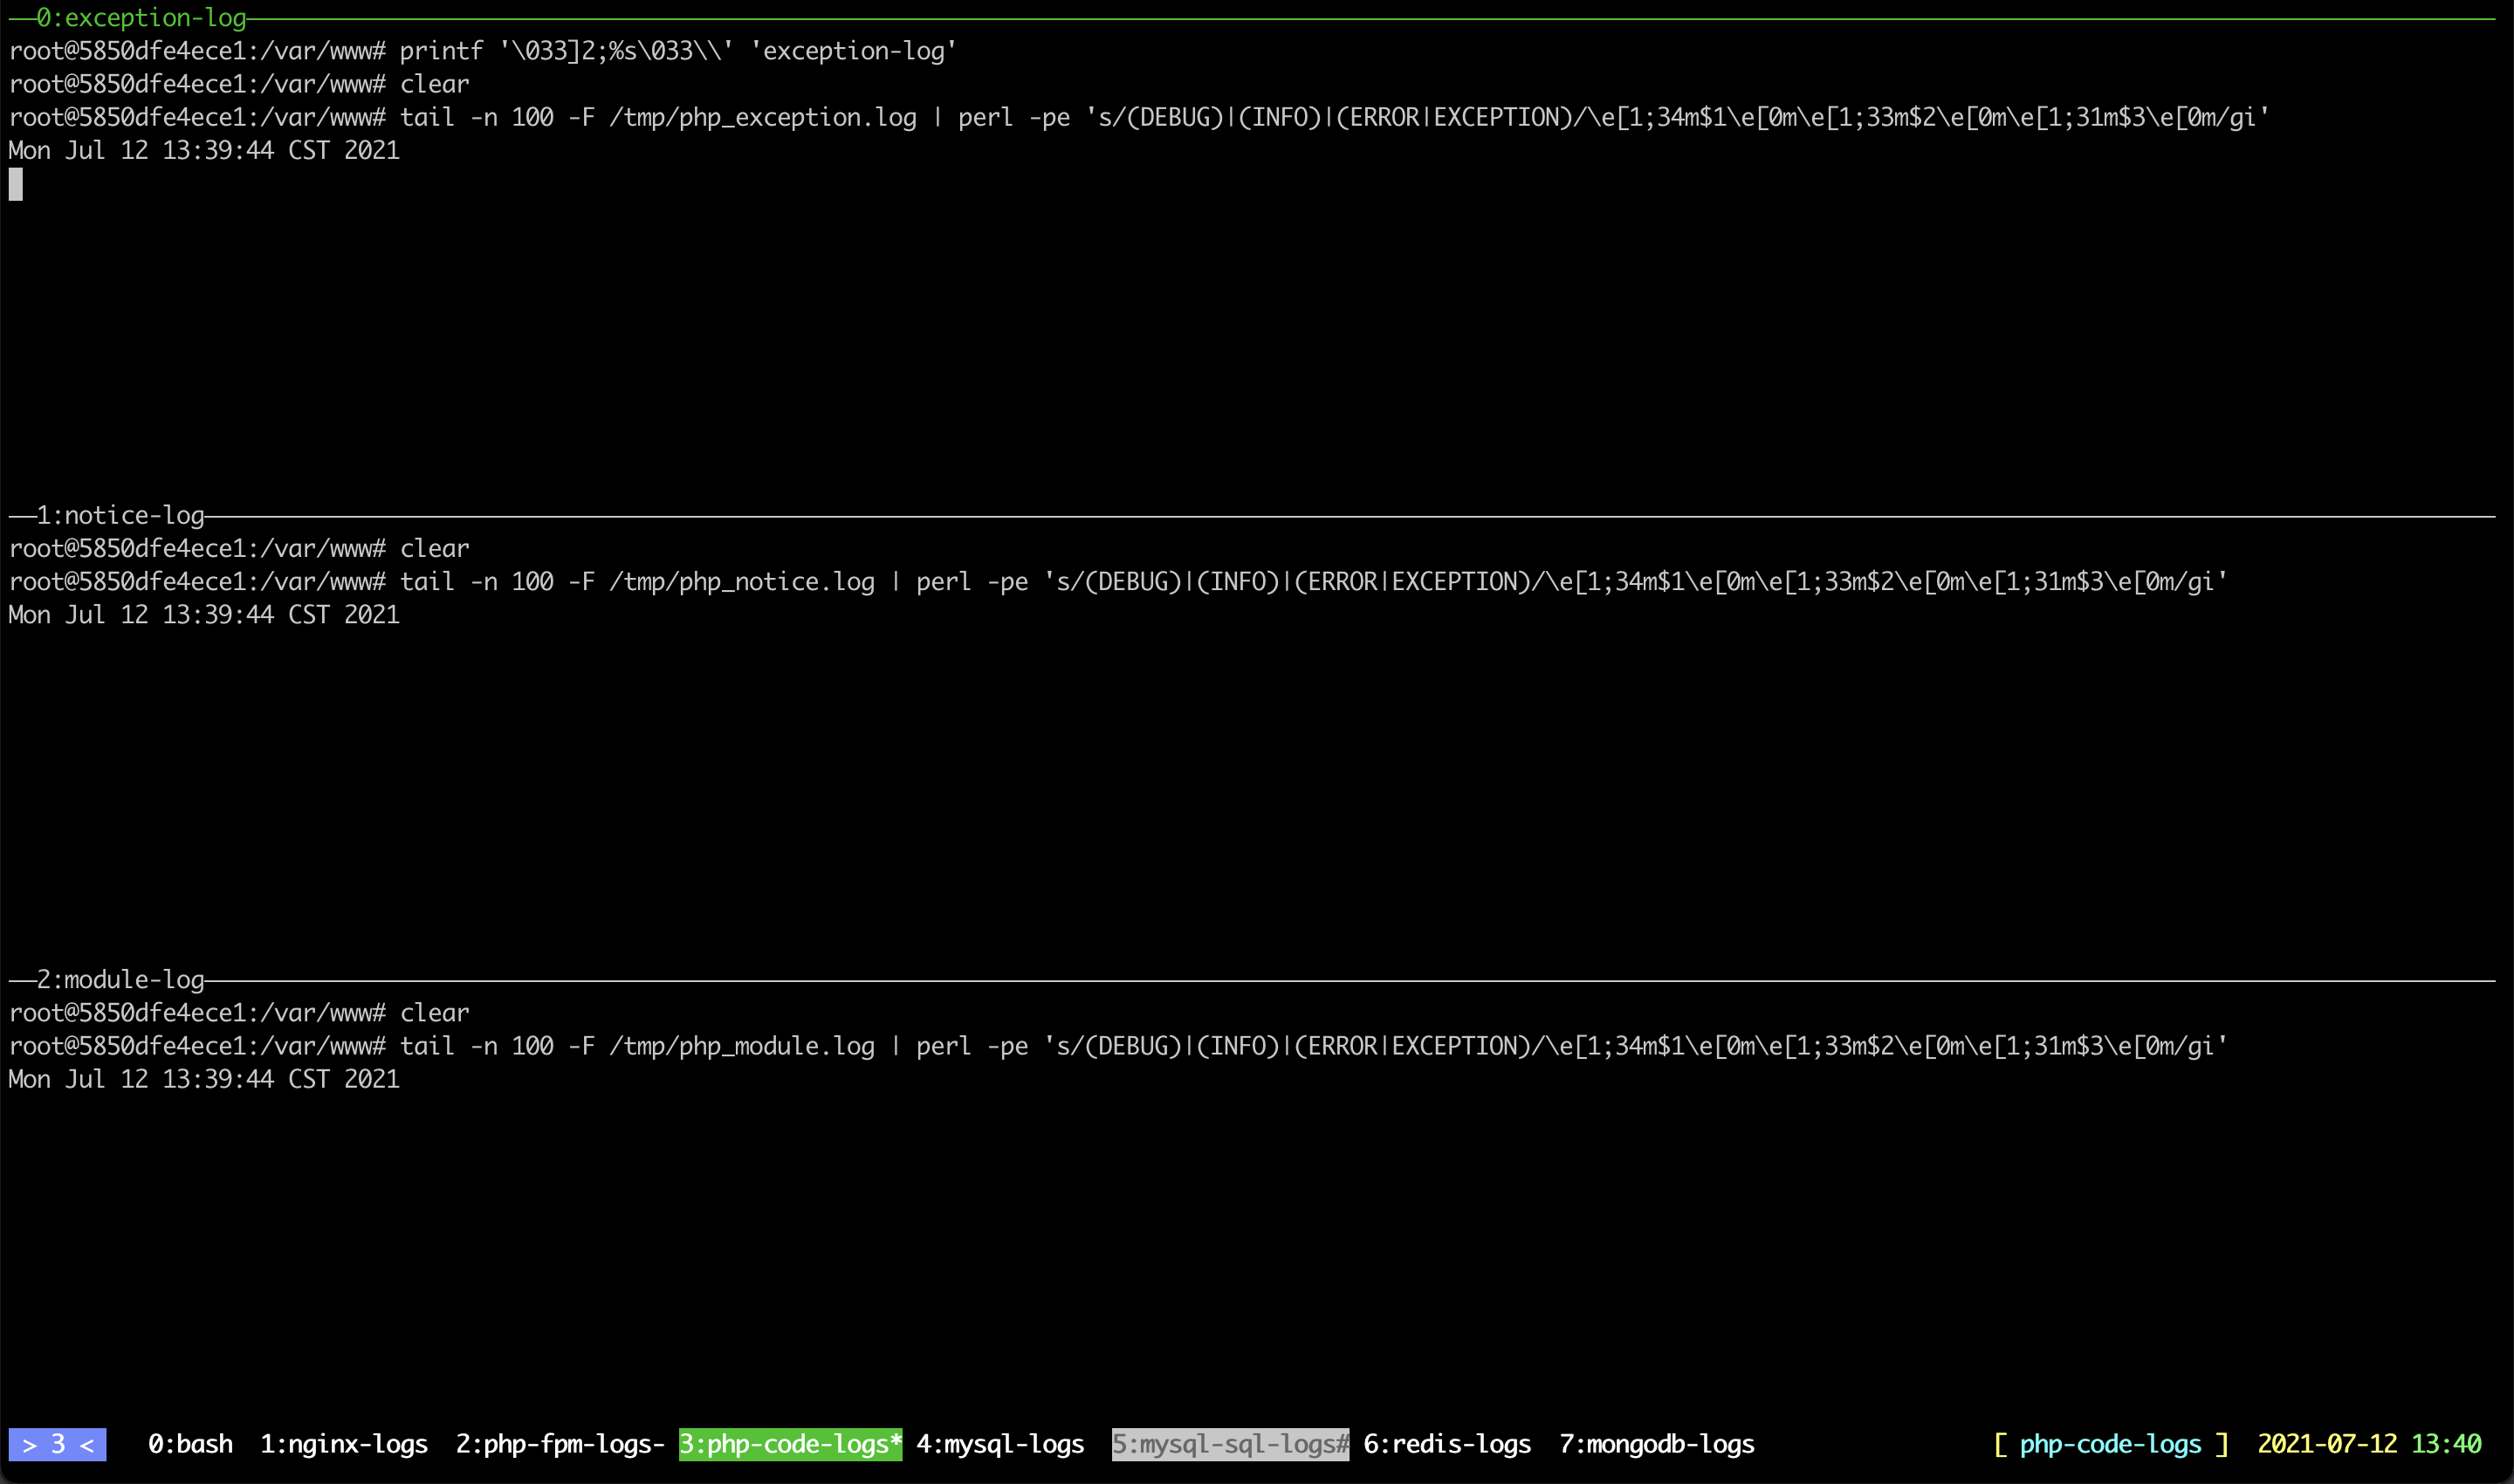 0:exception-log
root@5850dfe4ece1:/var/www# printf '\033]2;%s\033\\' 'exception-log'
root@5850dfe4ece1:/var/www# clear
root@5850dfe4ece1:/var/www# tail -n 100 -F /tmp/php_exception.log | perl -pe 's/(DEBUG)|(INFO)|(ERROR|EXCEPTION)/\e[1;34m$1\e[0m\e[1;33m$2\e[0m\e[1;31m$3\e[0m/gi'
Mon Jul 12 13:39:44 CST 2021
1:notice-log
root@5850dfe4ece1:/var/www# clear
root@5850dfe4ece1:/var/www# tail -n 100 -F /tmp/php_notice.log | perl -pe 's/(DEBUG)|(INFO)|(ERROR|EXCEPTION)/\e[1;34m$1\e[0m\e[1;33m$2\e[0m\e[1;31m$3\e[0m/gi'
Mon Jul 12 13:39:44 CST 2021
2:module-log
root@5850dfe4ece1:/var/www# clear
root@5850dfe4ece1:/var/www# tail -n 100 -F /tmp/php_module.log | perl -pe 's/(DEBUG)|(INFO)|(ERROR|EXCEPTION)/\e[1;34m$1\e[0m\e[1;33m$2\e[0m\e[1;31m$3\e[0m/gi'
Mon Jul 12 13:39:44 CST 2021
> 3 < 0:bash 1:nginx-logs 2:php-fpm-logs- 3:php-code-logs* 4:mysql-logs 5:mysql-sql-logs# 6:redis-logs 7:mongodb-logs [ php-code-logs ] 2021-07-12 13:40